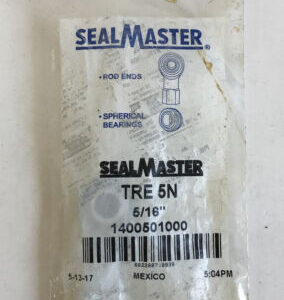 SEALMASTER®
• ROD ENDS
• SPHERICAL
BEARINGS
SEALMASTER
TRE 5N
5/16"
1400501000
5-13-17 MEXICO 5:04PM